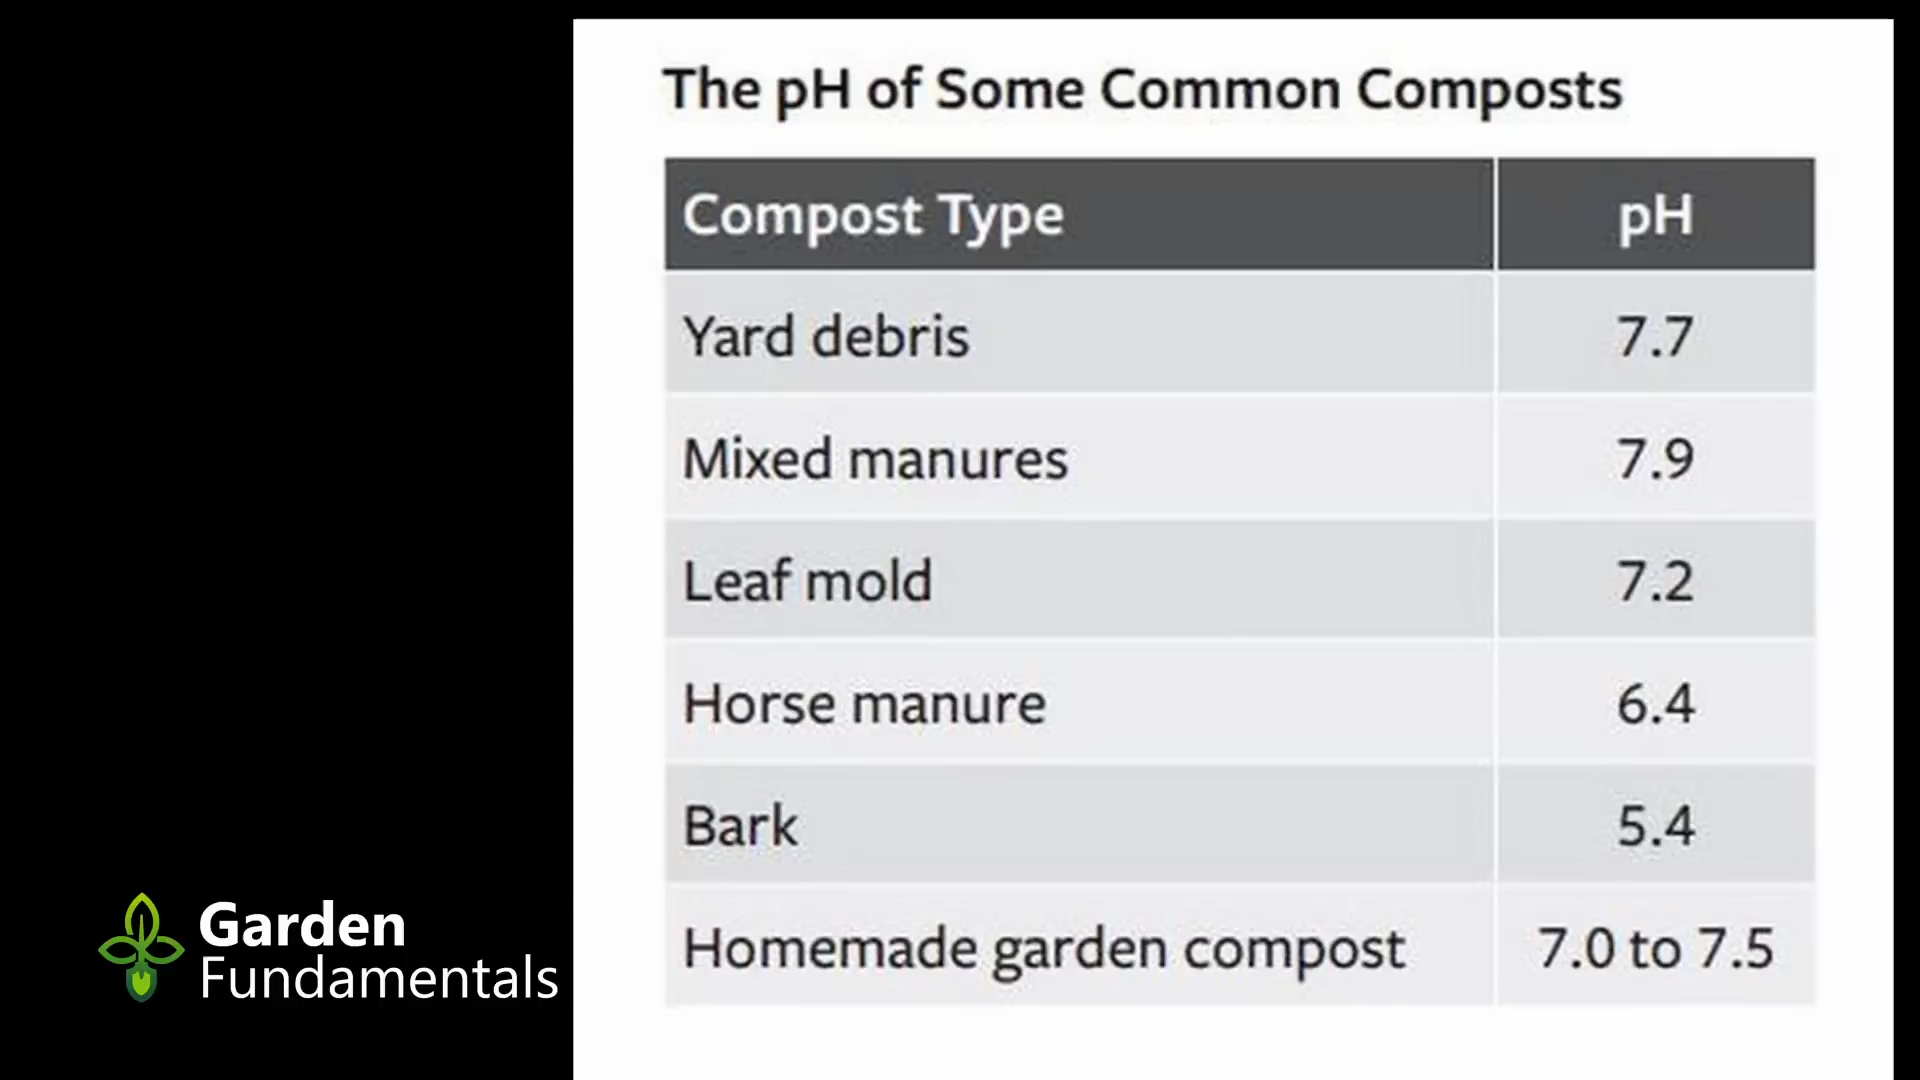 The pH of Some Common Composts
Compost Type pH
Yard debris 7.7
Mixed manures 7.9
Leaf mold 7.2
Horse manure 6.4
Bark 5.4
Homemade garden compost 7.0 to 7.5
Garden
Fundamentals